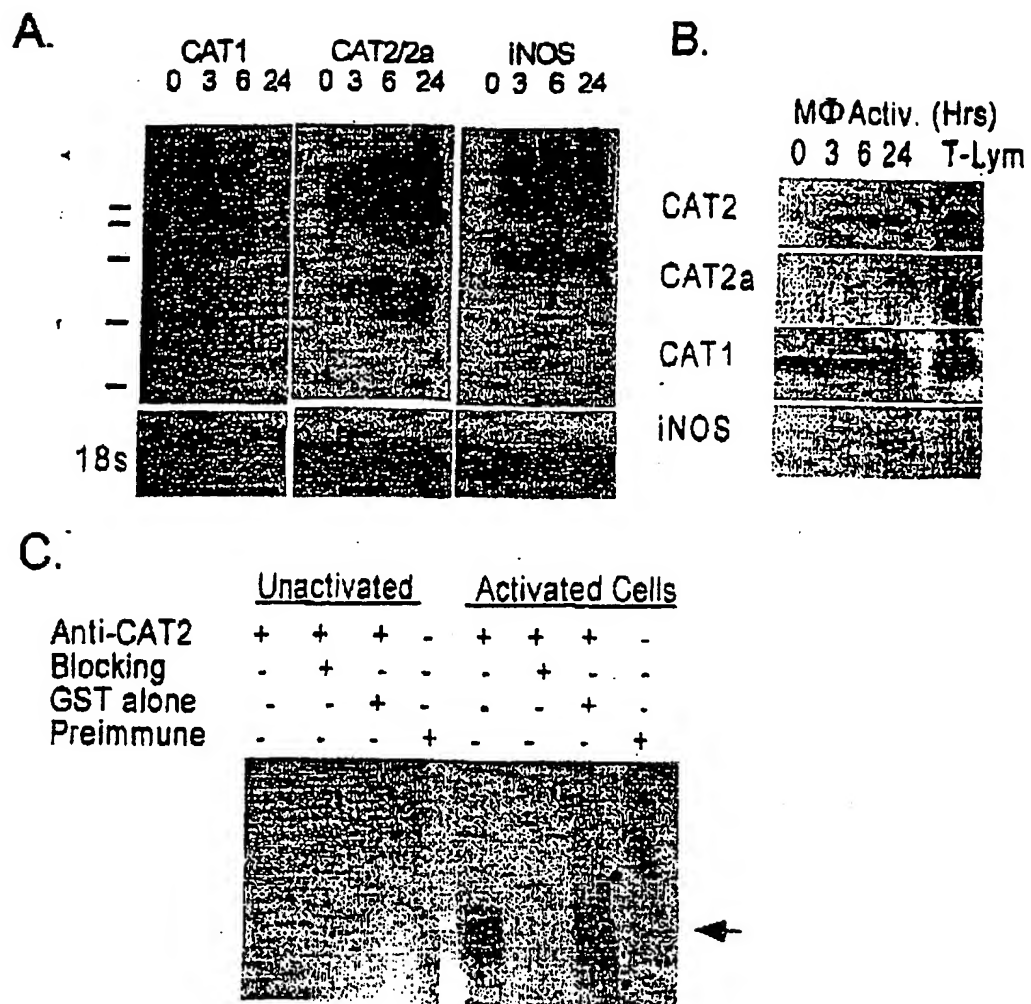 A.
CAT1 CAT2/2a iNOS
0 3 6 24 0 3 6 24 0 3 6 24
18s
B.
MΦ Activ. (Hrs)
0 3 6 24 T-Lym
CAT2
CAT2a
CAT1
iNOS
C.
Unactivated Activated Cells
Anti-CAT2 + + + - + + + -
Blocking - + - - - + - -
GST alone - - + - - - + -
Preimmune - - - + - - - +